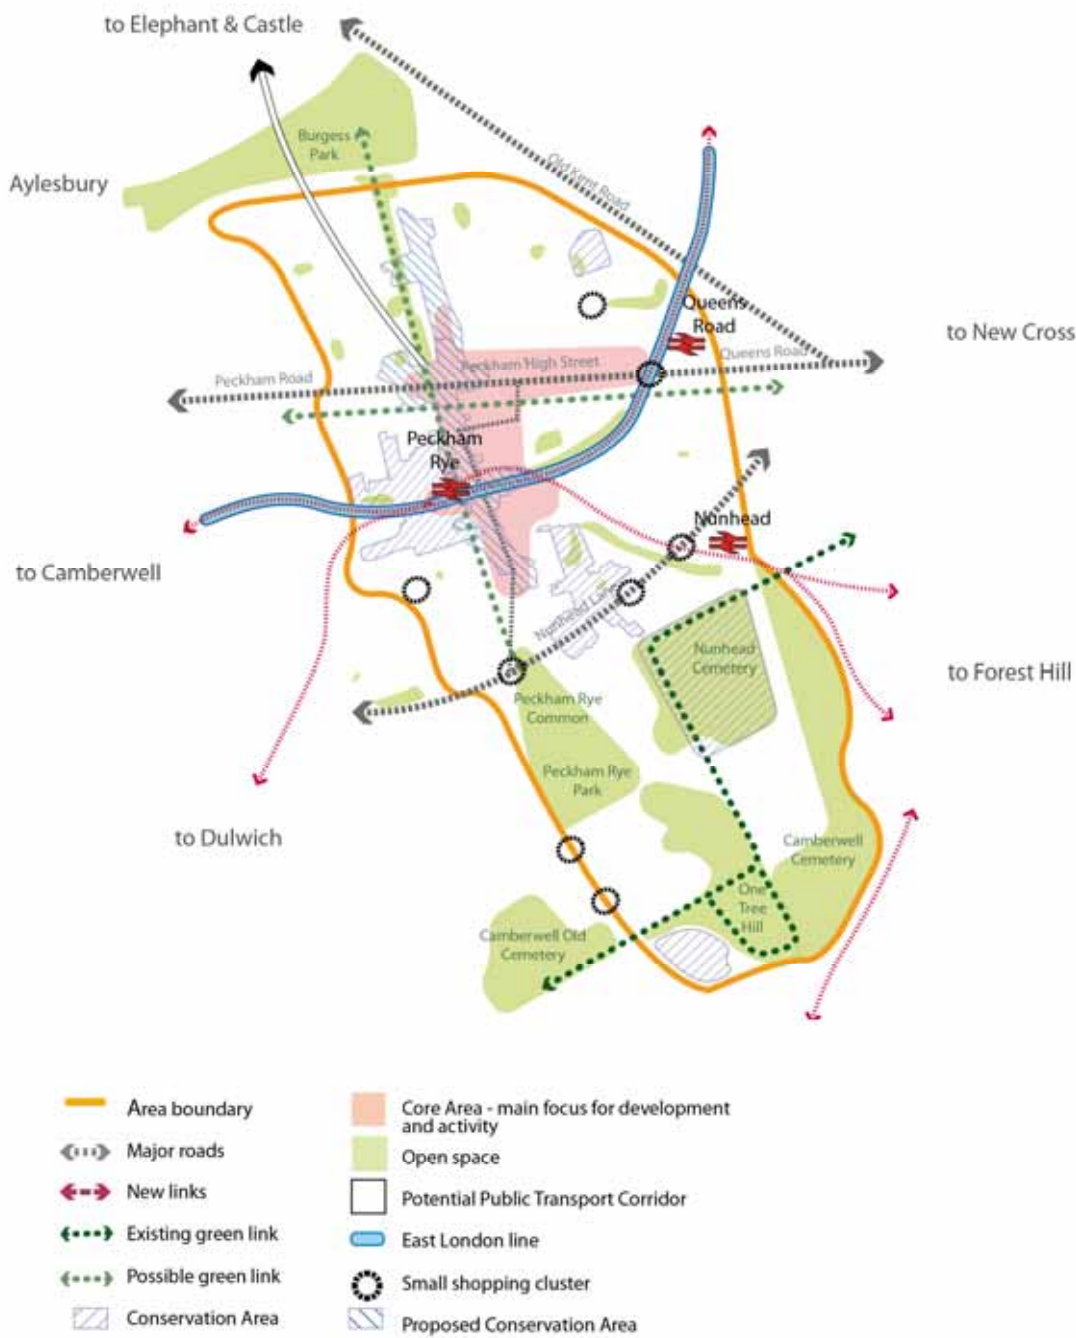 to Elephant & Castle
Burgess
Park
Aylesbury
Old Kent Road
Queens
Road
to New Cross
Peckham High Street
Queens Road
Peckham Road
Peckham
Rye
Nunhead
to Camberwell
Nunhead Lane
Nunhead
Cemetery
to Forest Hill
Peckham Rye
Common
Peckham Rye
Park
to Dulwich
Camberwell
Cemetery
One
Tree
Hill
Camberwell Old
Cemetery
Area boundary
Major roads
New links
Existing green link
Possible green link
Conservation Area
Core Area - main focus for development
and activity
Open space
Potential Public Transport Corridor
East London line
Small shopping cluster
Proposed Conservation Area